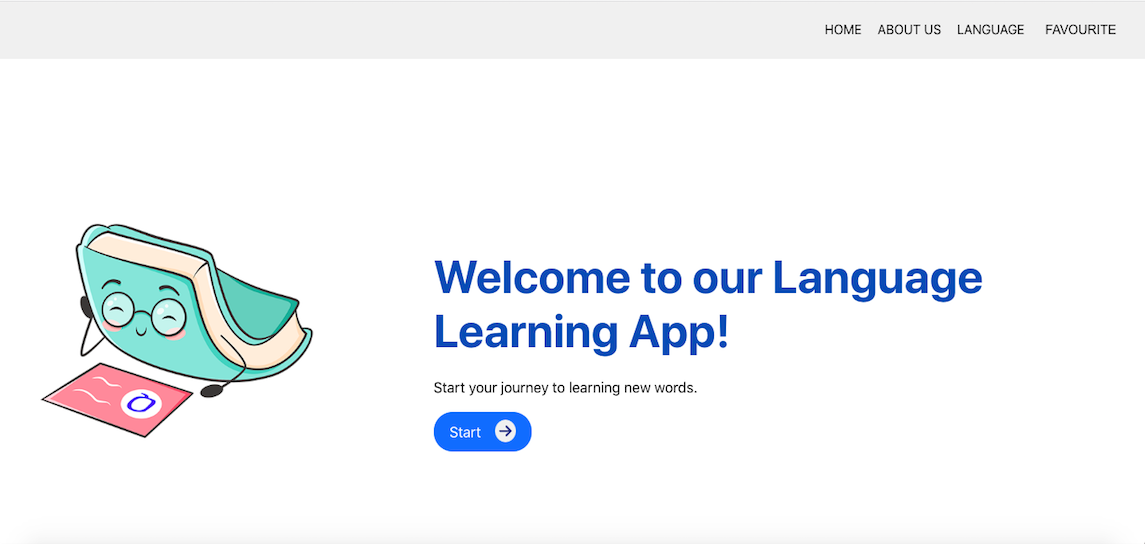 HOME ABOUT US LANGUAGE FAVOURITE
Welcome to our Language
Learning App!
Start your journey to learning new words.
Start